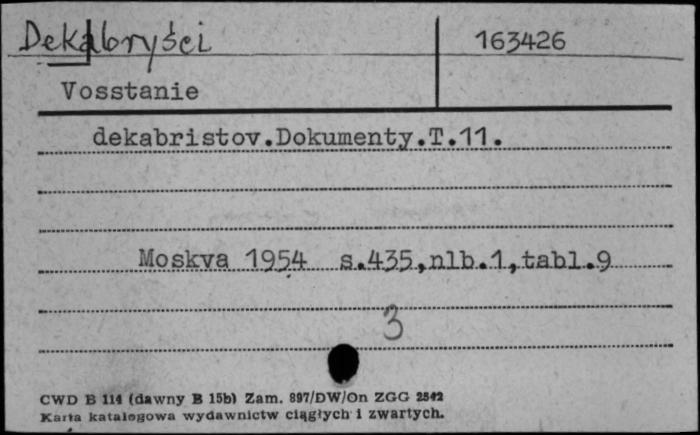 Dekabryści
163426
Vosstanie
dekabristov.Dokumenty.T.11.
Moskva 1954 s.435,nlb.1,tabl.9
3
CWD B 114 (dawny B 15b) Zam. 897/DW/On ZGG 2842
Karta katalogowa wydawnictw ciągłych i zwartych.